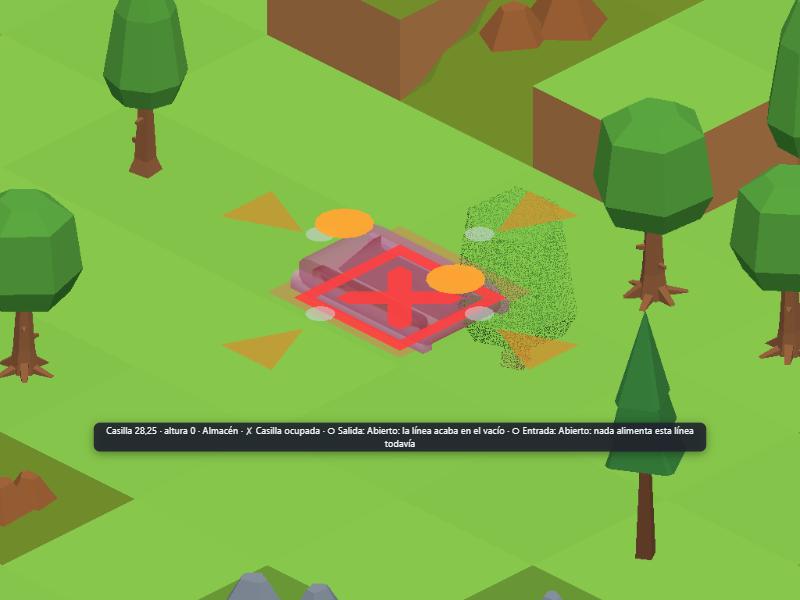 Casilla 28,25 · altura 0 · Almacén · ✗ Casilla ocupada · ○ Salida: Abierto: la línea acaba en el vacío · ○ Entrada: Abierto: nada alimenta esta línea
todavía